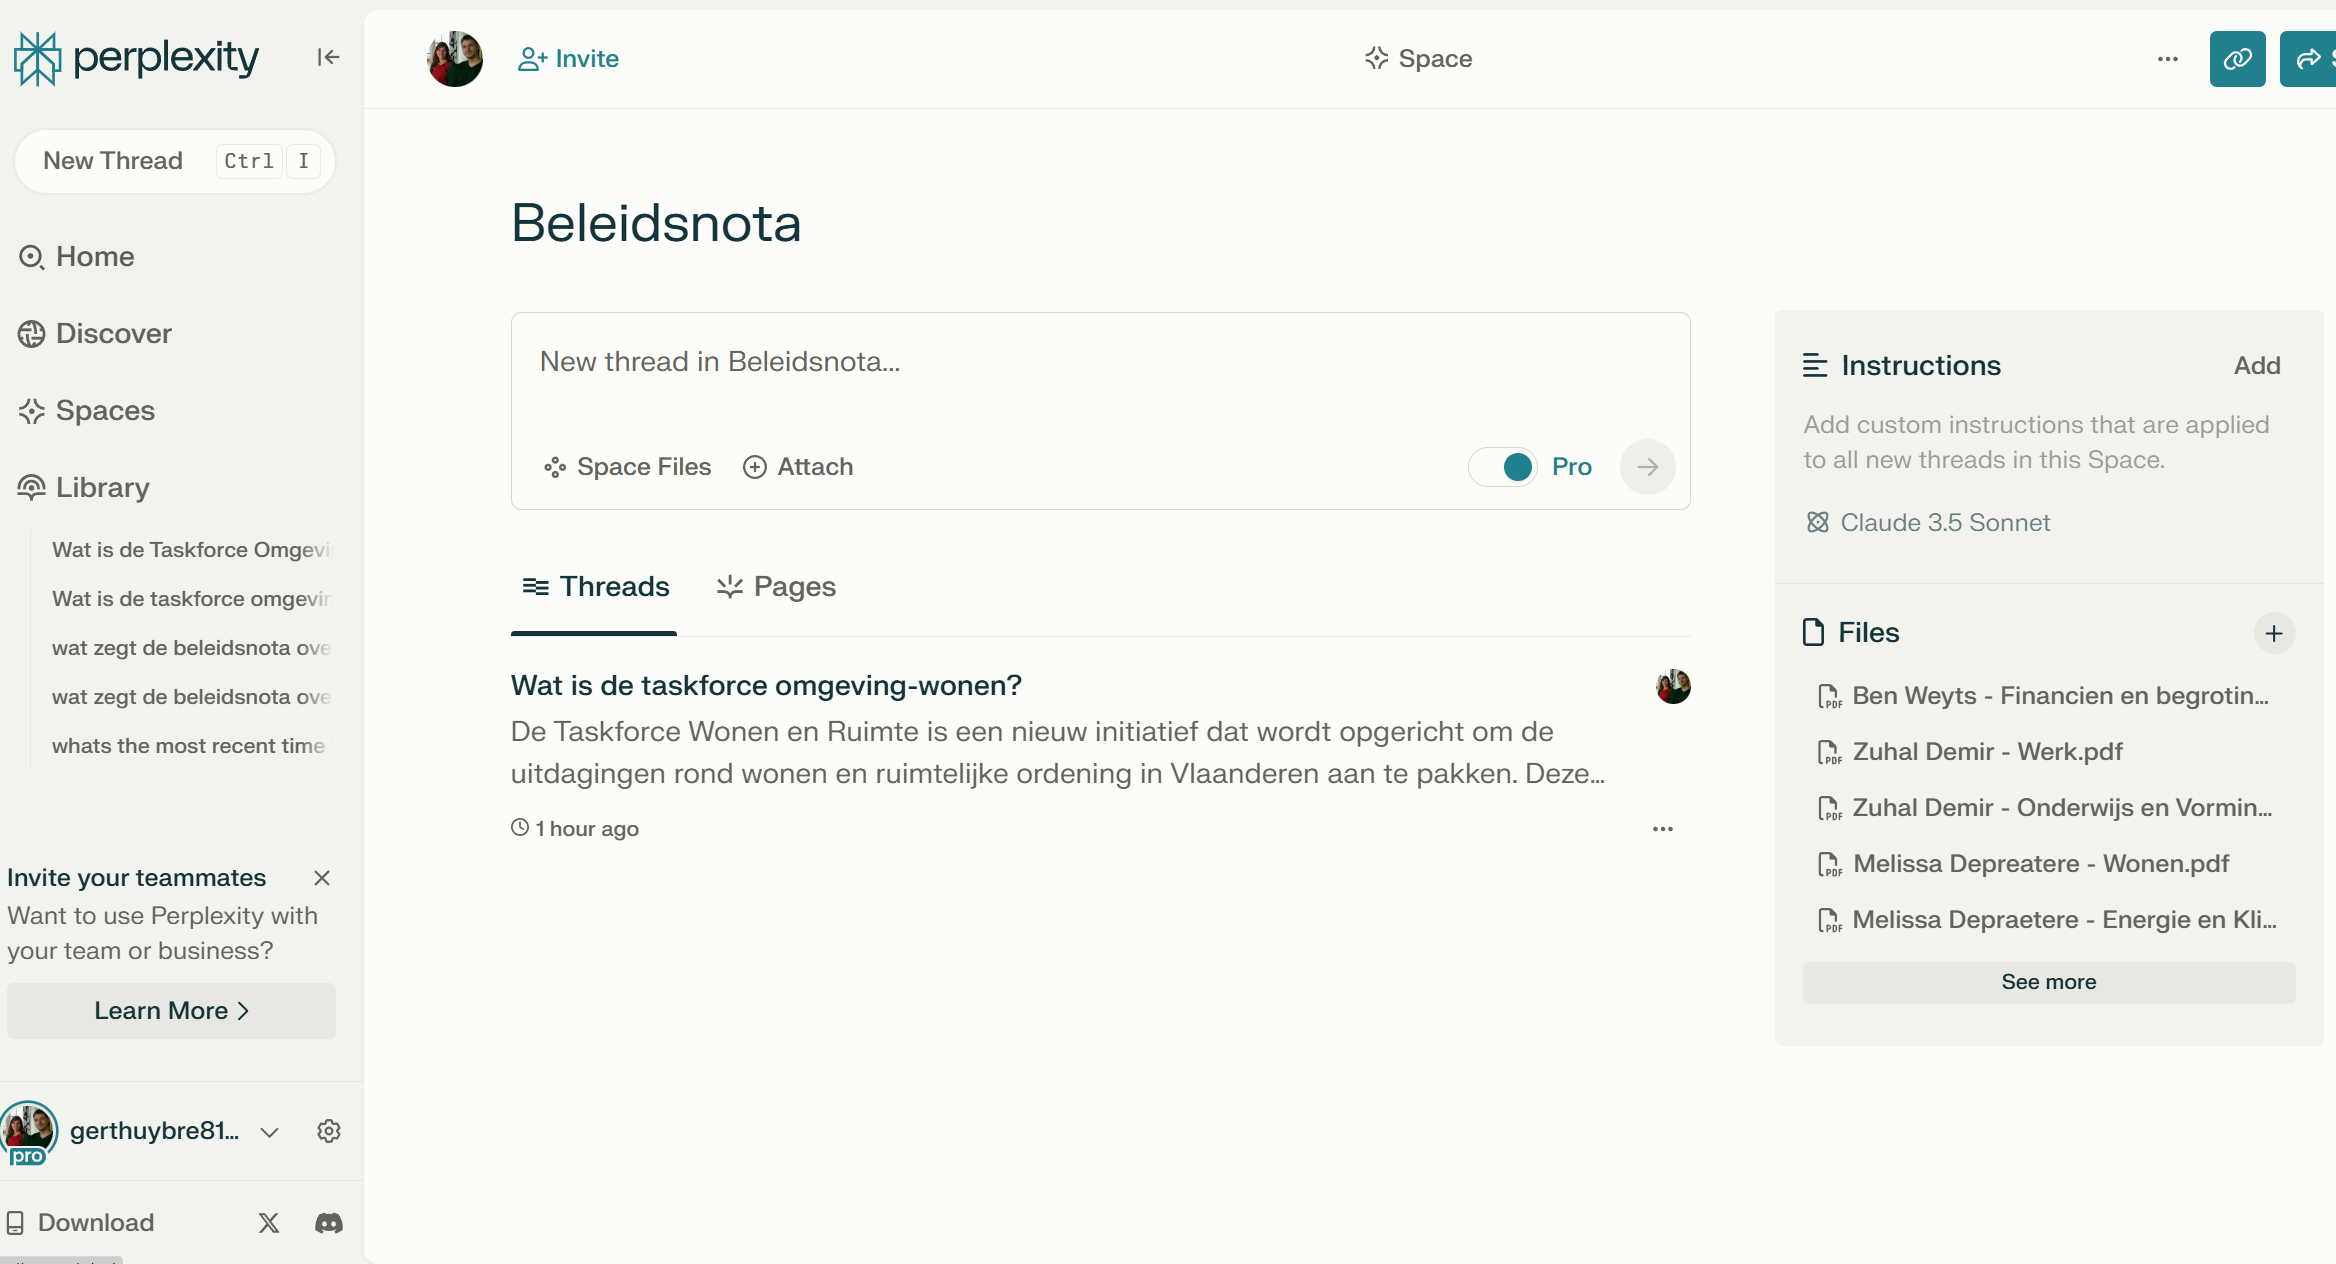 perplexity
New Thread Ctrl I
Home
Discover
Spaces
Library
Wat is de Taskforce Omgevi
Wat is de taskforce omgevin
wat zegt de beleidsnota ove
wat zegt de beleidsnota ove
whats the most recent time
Invite your teammates
Want to use Perplexity with
your team or business?
Learn More
pro
gerthuybre81...
Download
Invite
Space
Beleidsnota
New thread in Beleidsnota...
Space Files
Attach
Pro
Threads
Pages
Wat is de taskforce omgeving-wonen?
De Taskforce Wonen en Ruimte is een nieuw initiatief dat wordt opgericht om de
uitdagingen rond wonen en ruimtelijke ordening in Vlaanderen aan te pakken. Deze...
1 hour ago
Instructions
Add
Add custom instructions that are applied
to all new threads in this Space.
Claude 3.5 Sonnet
Files
PDF Ben Weyts - Financien en begrotin...
PDF Zuhal Demir - Werk.pdf
PDF Zuhal Demir - Onderwijs en Vormin...
PDF Melissa Depreatere - Wonen.pdf
PDF Melissa Depraetere - Energie en Kli...
See more